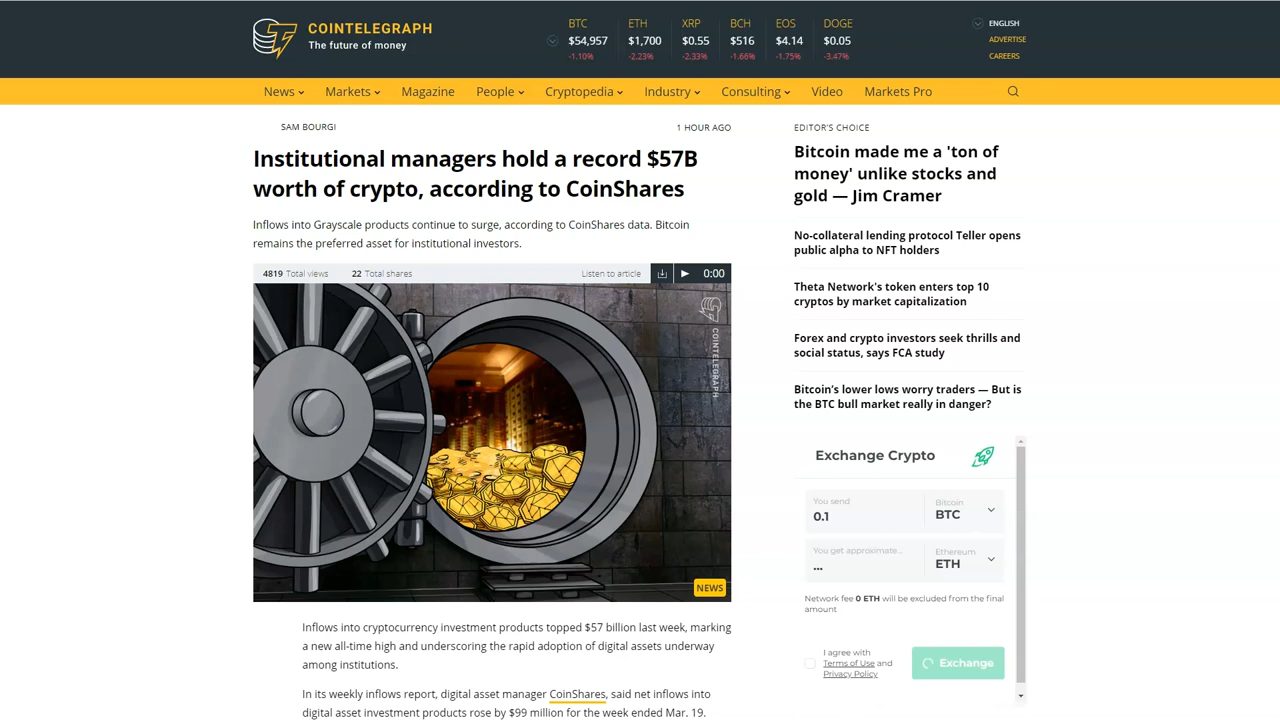 COINTELEGRAPH
The future of money
BTC ETH XRP BCH EOS DOGE
$54,957 $1,700 $0.55 $516 $4.14 $0.05
-1.10% -2.23% -2.33% -1.66% -1.75% -3.47%
ENGLISH
ADVERTISE
CAREERS
News Markets Magazine People Cryptopedia Industry Consulting Video Markets Pro
SAM BOURGI 1 HOUR AGO
Institutional managers hold a record $57B
worth of crypto, according to CoinShares
Inflows into Grayscale products continue to surge, according to CoinShares data. Bitcoin
remains the preferred asset for institutional investors.
4819 Total views 22 Total shares Listen to article 0:00
COINTELEGRAPH
NEWS
Inflows into cryptocurrency investment products topped $57 billion last week, marking
a new all-time high and underscoring the rapid adoption of digital assets underway
among institutions.
In its weekly inflows report, digital asset manager CoinShares, said net inflows into
digital asset investment products rose by $99 million for the week ended Mar. 19.
EDITOR'S CHOICE
Bitcoin made me a 'ton of
money' unlike stocks and
gold — Jim Cramer
No-collateral lending protocol Teller opens
public alpha to NFT holders
Theta Network's token enters top 10
cryptos by market capitalization
Forex and crypto investors seek thrills and
social status, says FCA study
Bitcoin’s lower lows worry traders — But is
the BTC bull market really in danger?
Exchange Crypto
You send
0.1
Bitcoin
BTC
You get approximate...
...
Ethereum
ETH
Network fee 0 ETH will be excluded from the final
amount
I agree with
Terms of Use and
Privacy Policy
Exchange